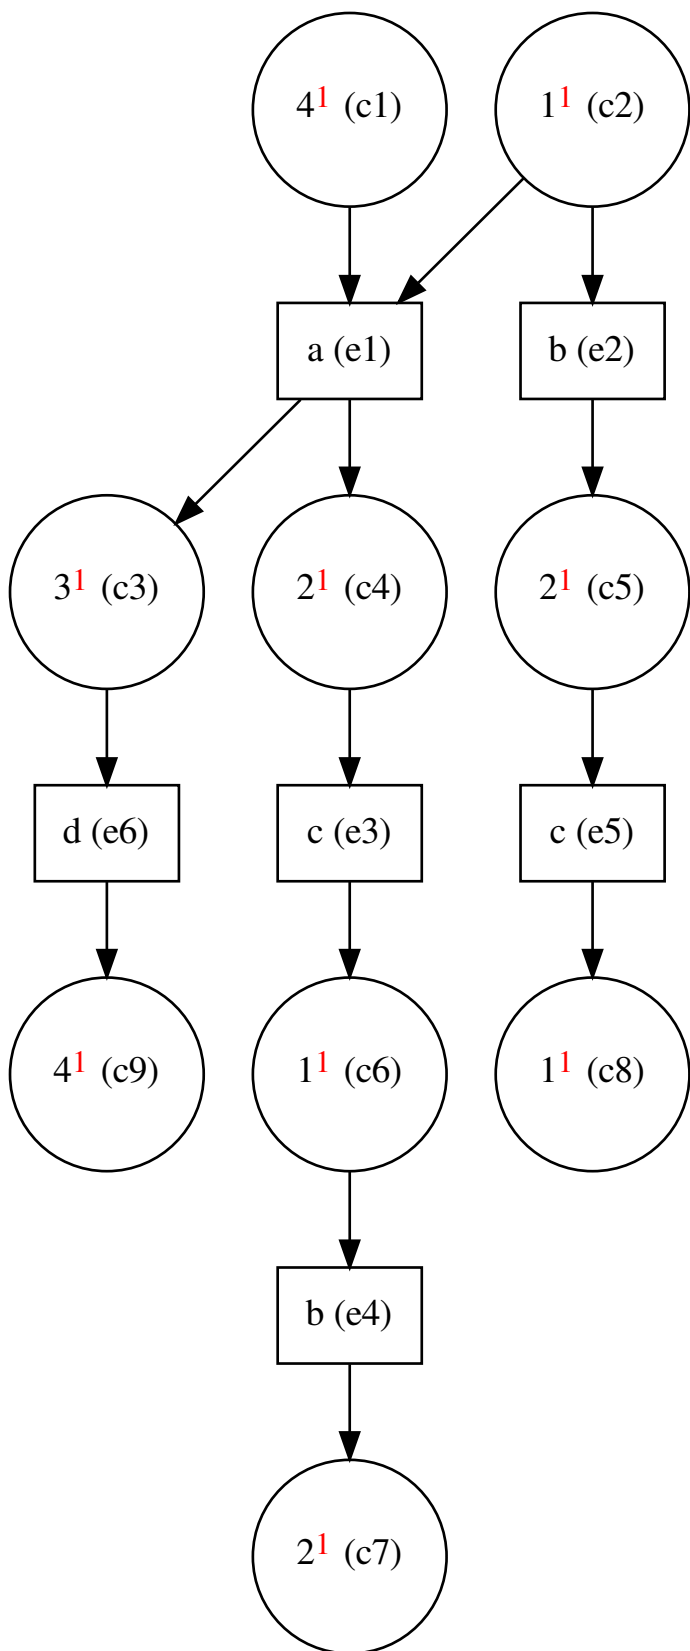 4¹ (c1)
1¹ (c2)
a (e1)
b (e2)
3¹ (c3)
2¹ (c4)
2¹ (c5)
d (e6)
c (e3)
c (e5)
4¹ (c9)
1¹ (c6)
1¹ (c8)
b (e4)
2¹ (c7)